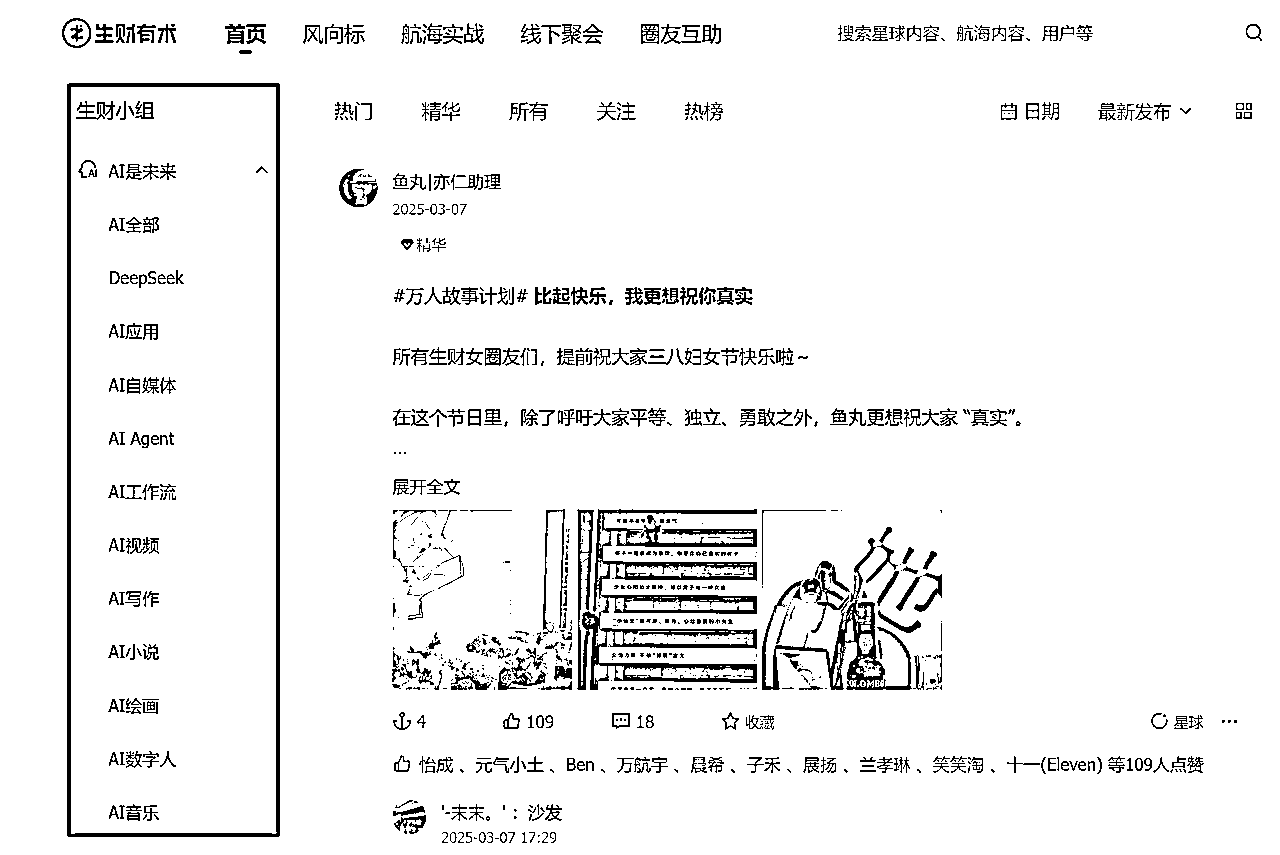 生财有术 首页 风向标 航海实战 线下聚会 圈友互助 搜索星球内容、航海内容、用户等
生财小组
AI是未来
AI全部
DeepSeek
AI应用
AI自媒体
AI Agent
AI工作流
AI视频
AI写作
AI小说
AI绘画
AI数字人
AI音乐
热门 精华 所有 关注 热榜 日期 最新发布
鱼丸|亦仁助理
2025-03-07
精华
#万人故事计划# 比起快乐，我更想祝你真实
所有生财女圈友们，提前祝大家三八妇女节快乐啦～
在这个节日里，除了呼吁大家平等、独立、勇敢之外，鱼丸更想祝大家“真实”。
...
展开全文
4 109 18 收藏 星球 ···
怡成 、元气小土 、Ben 、万航宇 、晨希 、子禾 、展扬 、兰孝琳 、笑笑淘 、十一(Eleven) 等109人点赞
'-末末。'： 沙发
2025-03-07 17:29